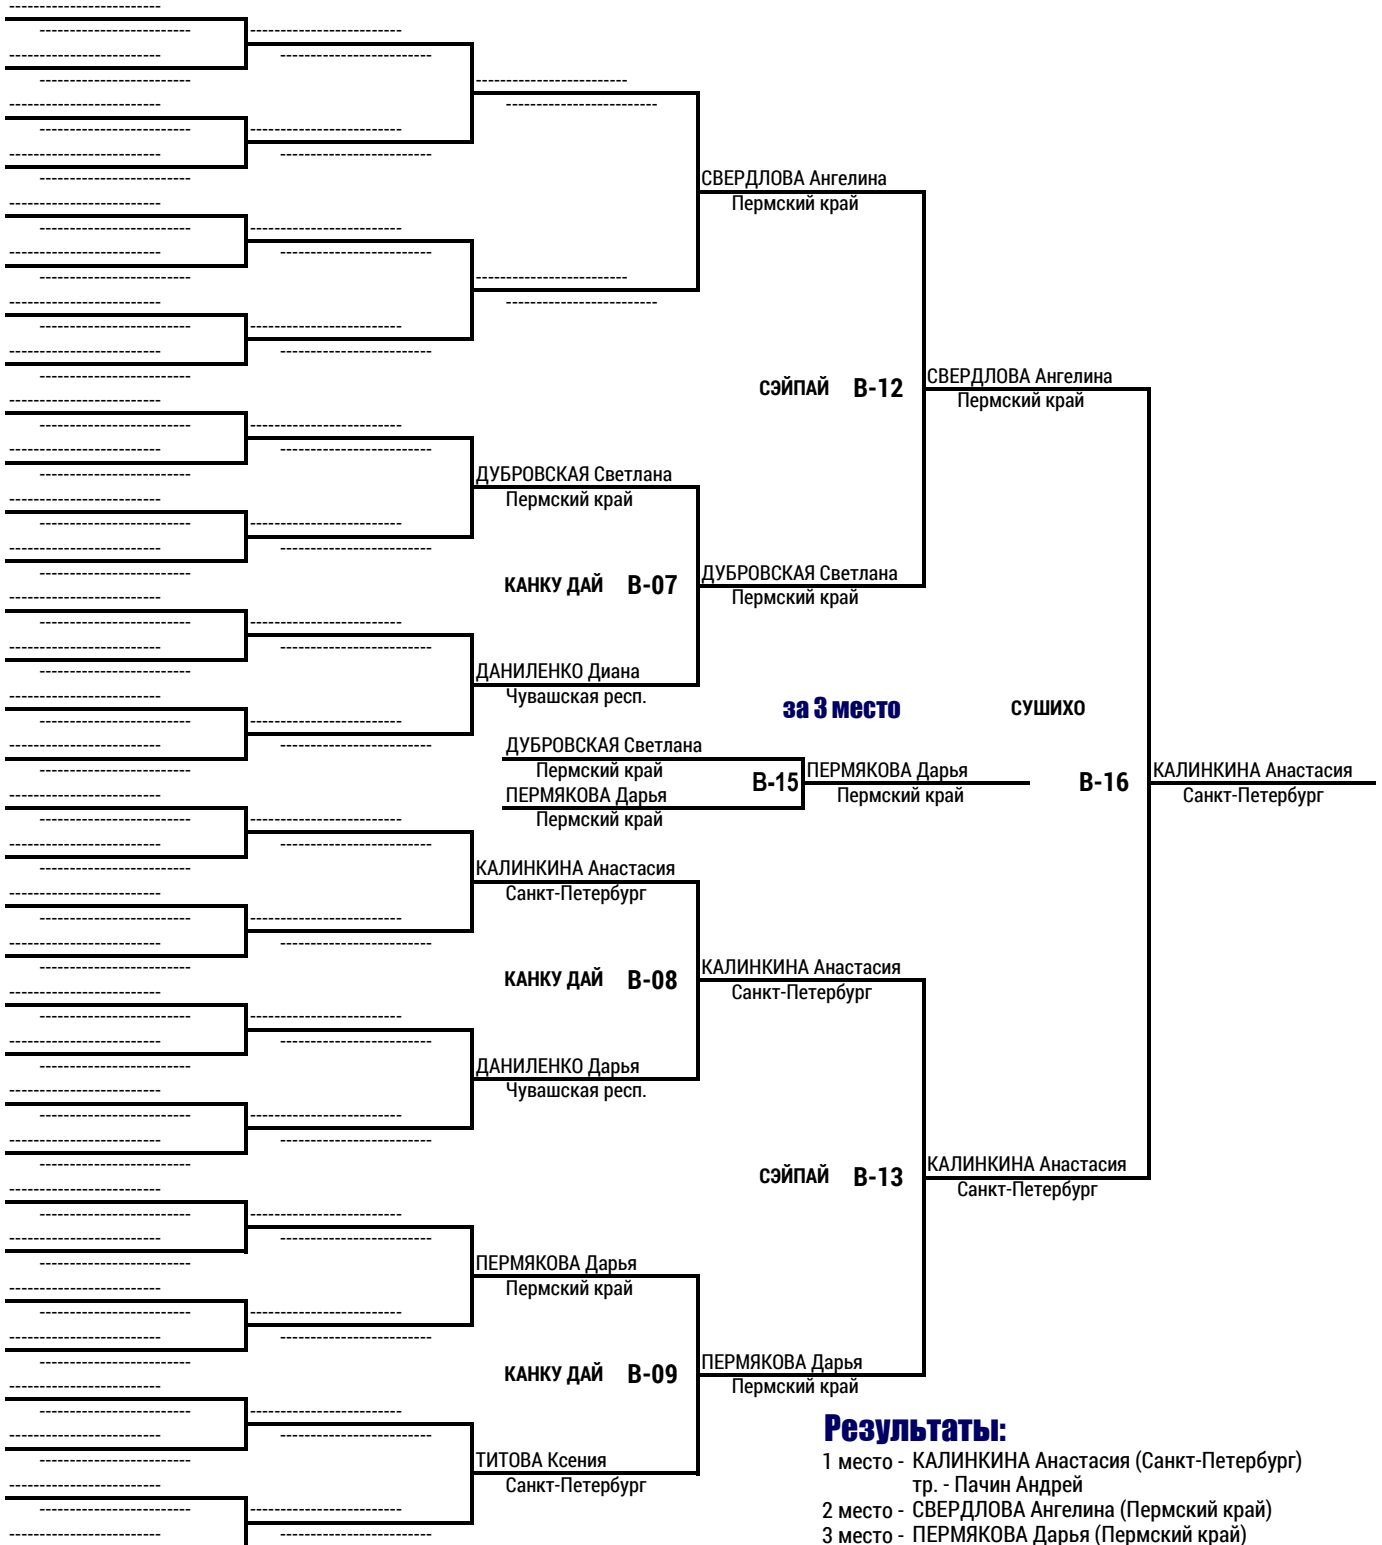 СВЕРДЛОВА Ангелина
Пермский край
СЭЙПАЙ B-12
СВЕРДЛОВА Ангелина
Пермский край
ДУБРОВСКАЯ Светлана
Пермский край
КАНКУ ДАЙ B-07
ДУБРОВСКАЯ Светлана
Пермский край
ДАНИЛЕНКО Диана
Чувашская респ.
за 3 место
СУШИХО
ДУБРОВСКАЯ Светлана
Пермский край
B-15
ПЕРМЯКОВА Дарья
Пермский край
ПЕРМЯКОВА Дарья
Пермский край
B-16
КАЛИНКИНА Анастасия
Санкт-Петербург
КАЛИНКИНА Анастасия
Санкт-Петербург
КАНКУ ДАЙ B-08
КАЛИНКИНА Анастасия
Санкт-Петербург
ДАНИЛЕНКО Дарья
Чувашская респ.
СЭЙПАЙ B-13
КАЛИНКИНА Анастасия
Санкт-Петербург
ПЕРМЯКОВА Дарья
Пермский край
КАНКУ ДАЙ B-09
ПЕРМЯКОВА Дарья
Пермский край
ТИТОВА Ксения
Санкт-Петербург
Результаты:
1 место - КАЛИНКИНА Анастасия (Санкт-Петербург)
тр. - Пачин Андрей
2 место - СВЕРДЛОВА Ангелина (Пермский край)
3 место - ПЕРМЯКОВА Дарья (Пермский край)